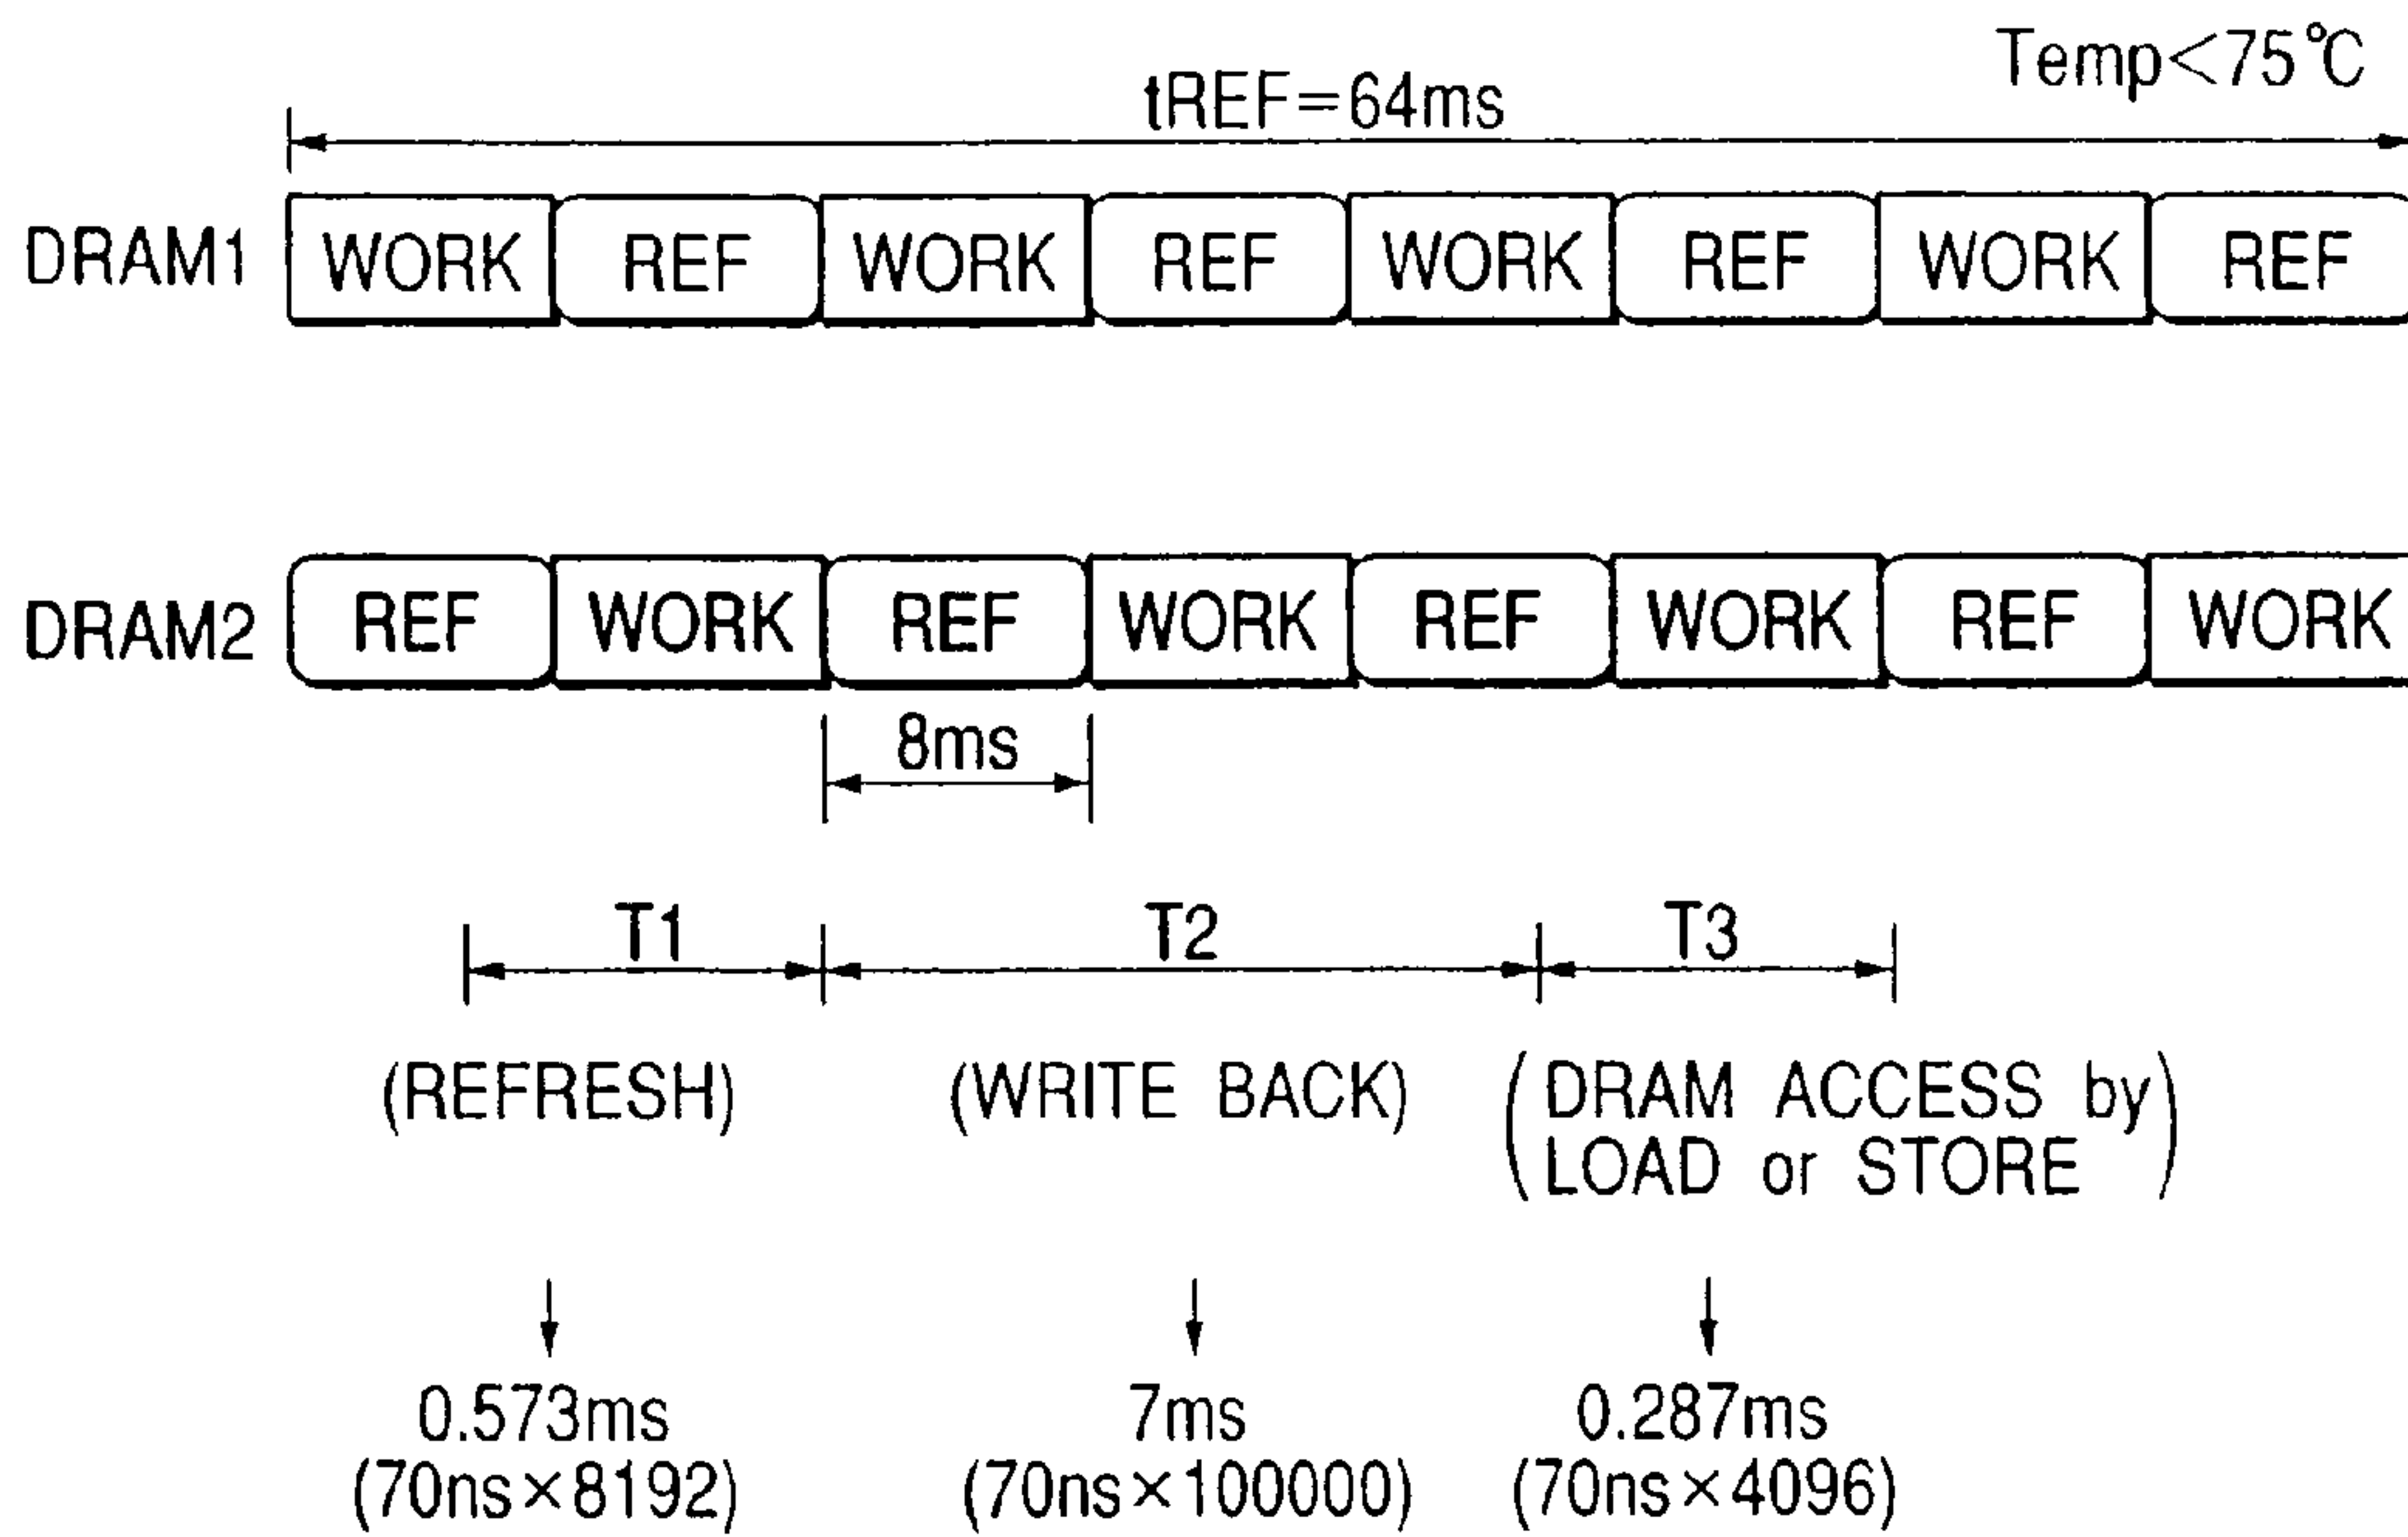 Temp<75℃
tREF=64ms
DRAM1 WORK REF WORK REF WORK REF WORK REF
DRAM2 REF WORK REF WORK REF WORK REF WORK
8ms
T1 T2 T3
(REFRESH) (WRITE BACK) (DRAM ACCESS by
LOAD or STORE)
0.573ms 7ms 0.287ms
(70ns×8192) (70ns×100000) (70ns×4096)